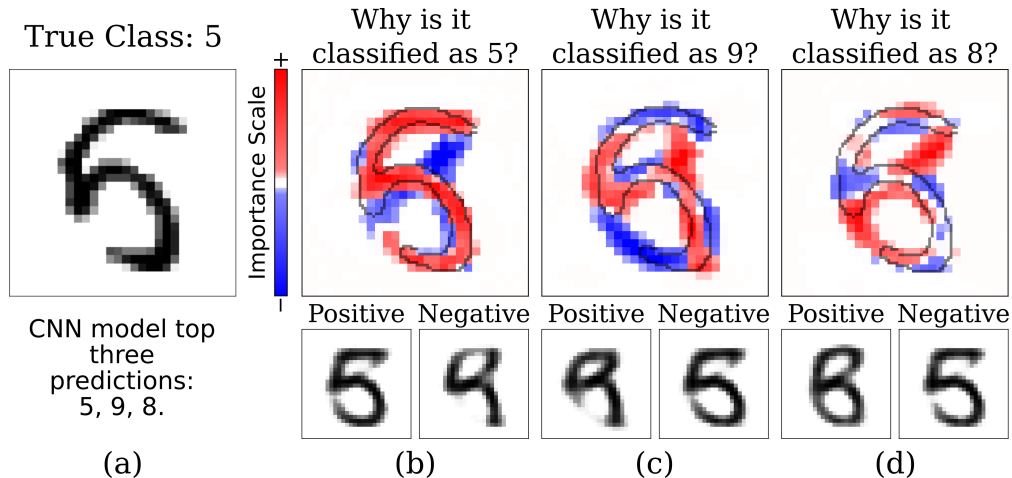 True Class: 5
CNN model top
three
predictions:
5, 9, 8.
(a)
+
Importance Scale
−
Why is it
classified as 5?
Positive Negative
(b)
Why is it
classified as 9?
Positive Negative
(c)
Why is it
classified as 8?
Positive Negative
(d)